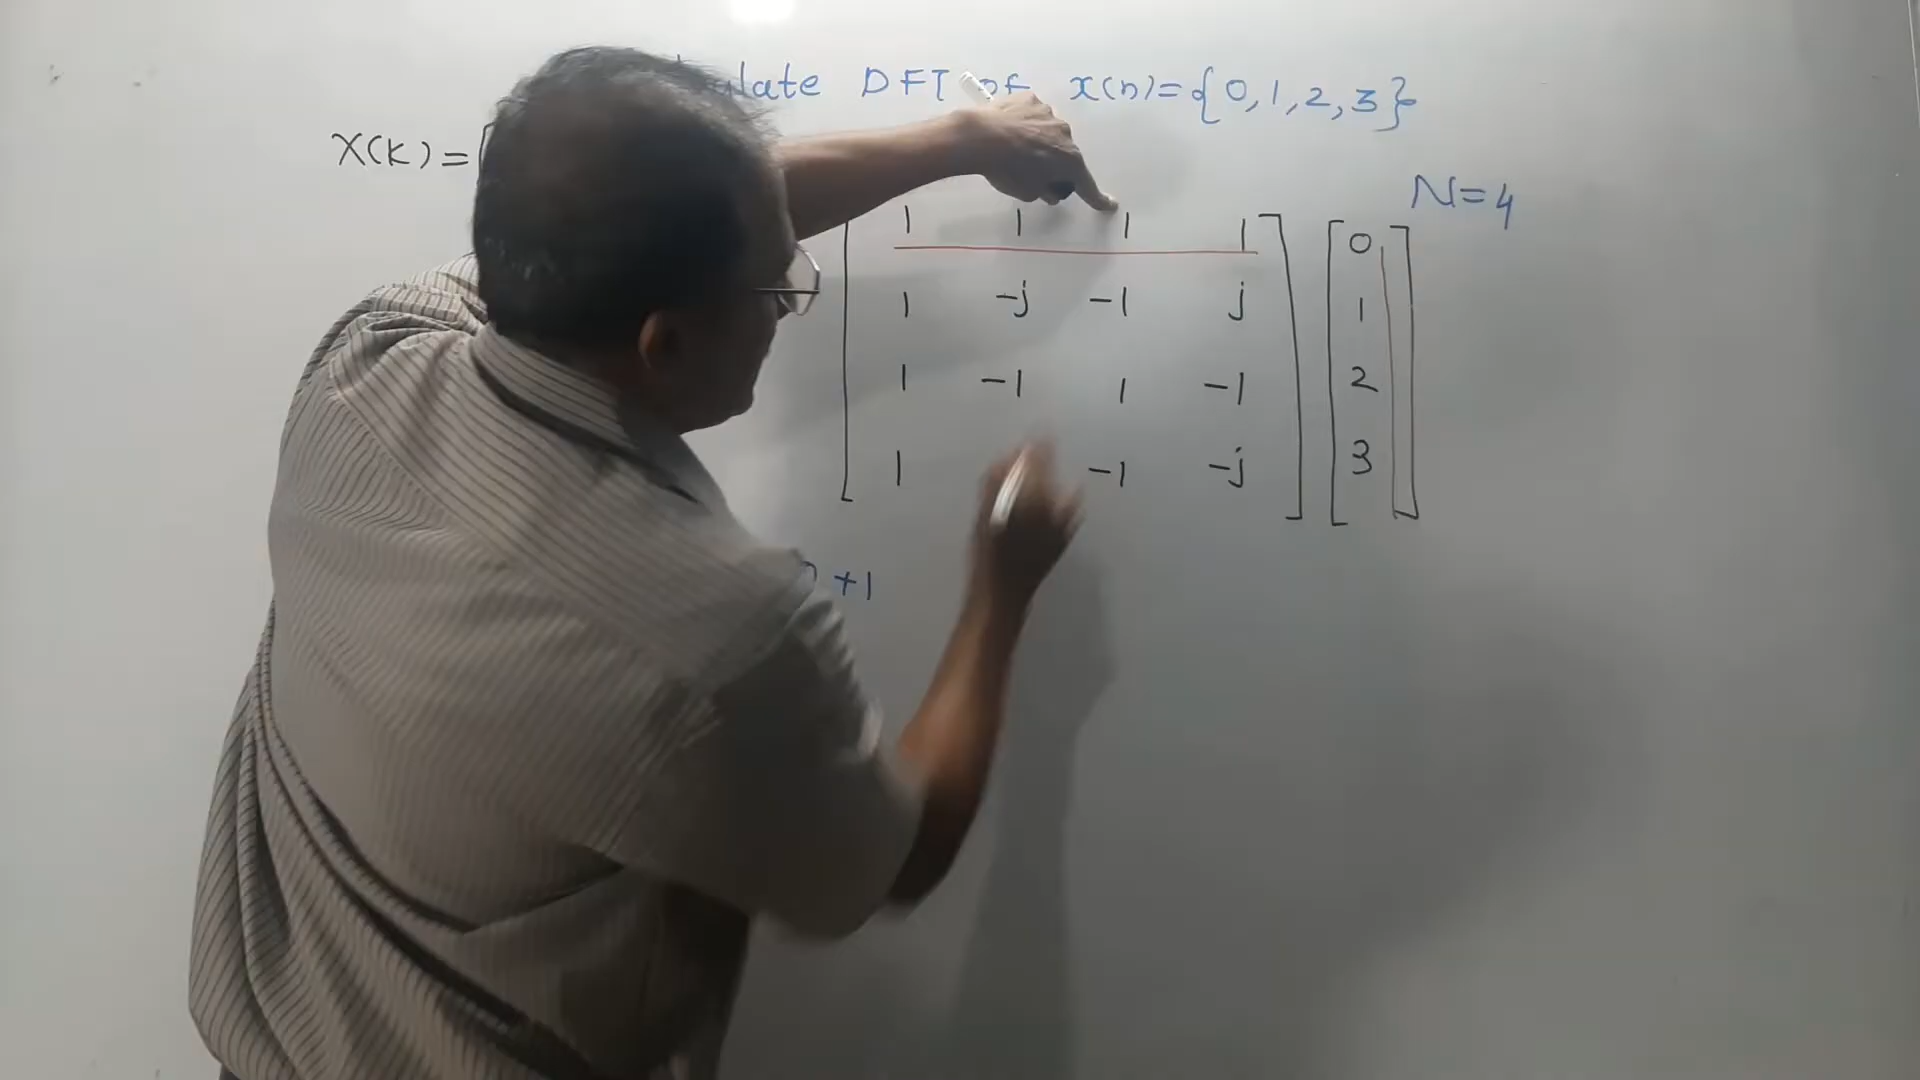 DFT of x(n)={0,1,2,3}
X(K)=[
N=4
1 1 1 1 0
1 -j -1 j 1
1 -1 1 -1 2
1 -1 -j 3
+1